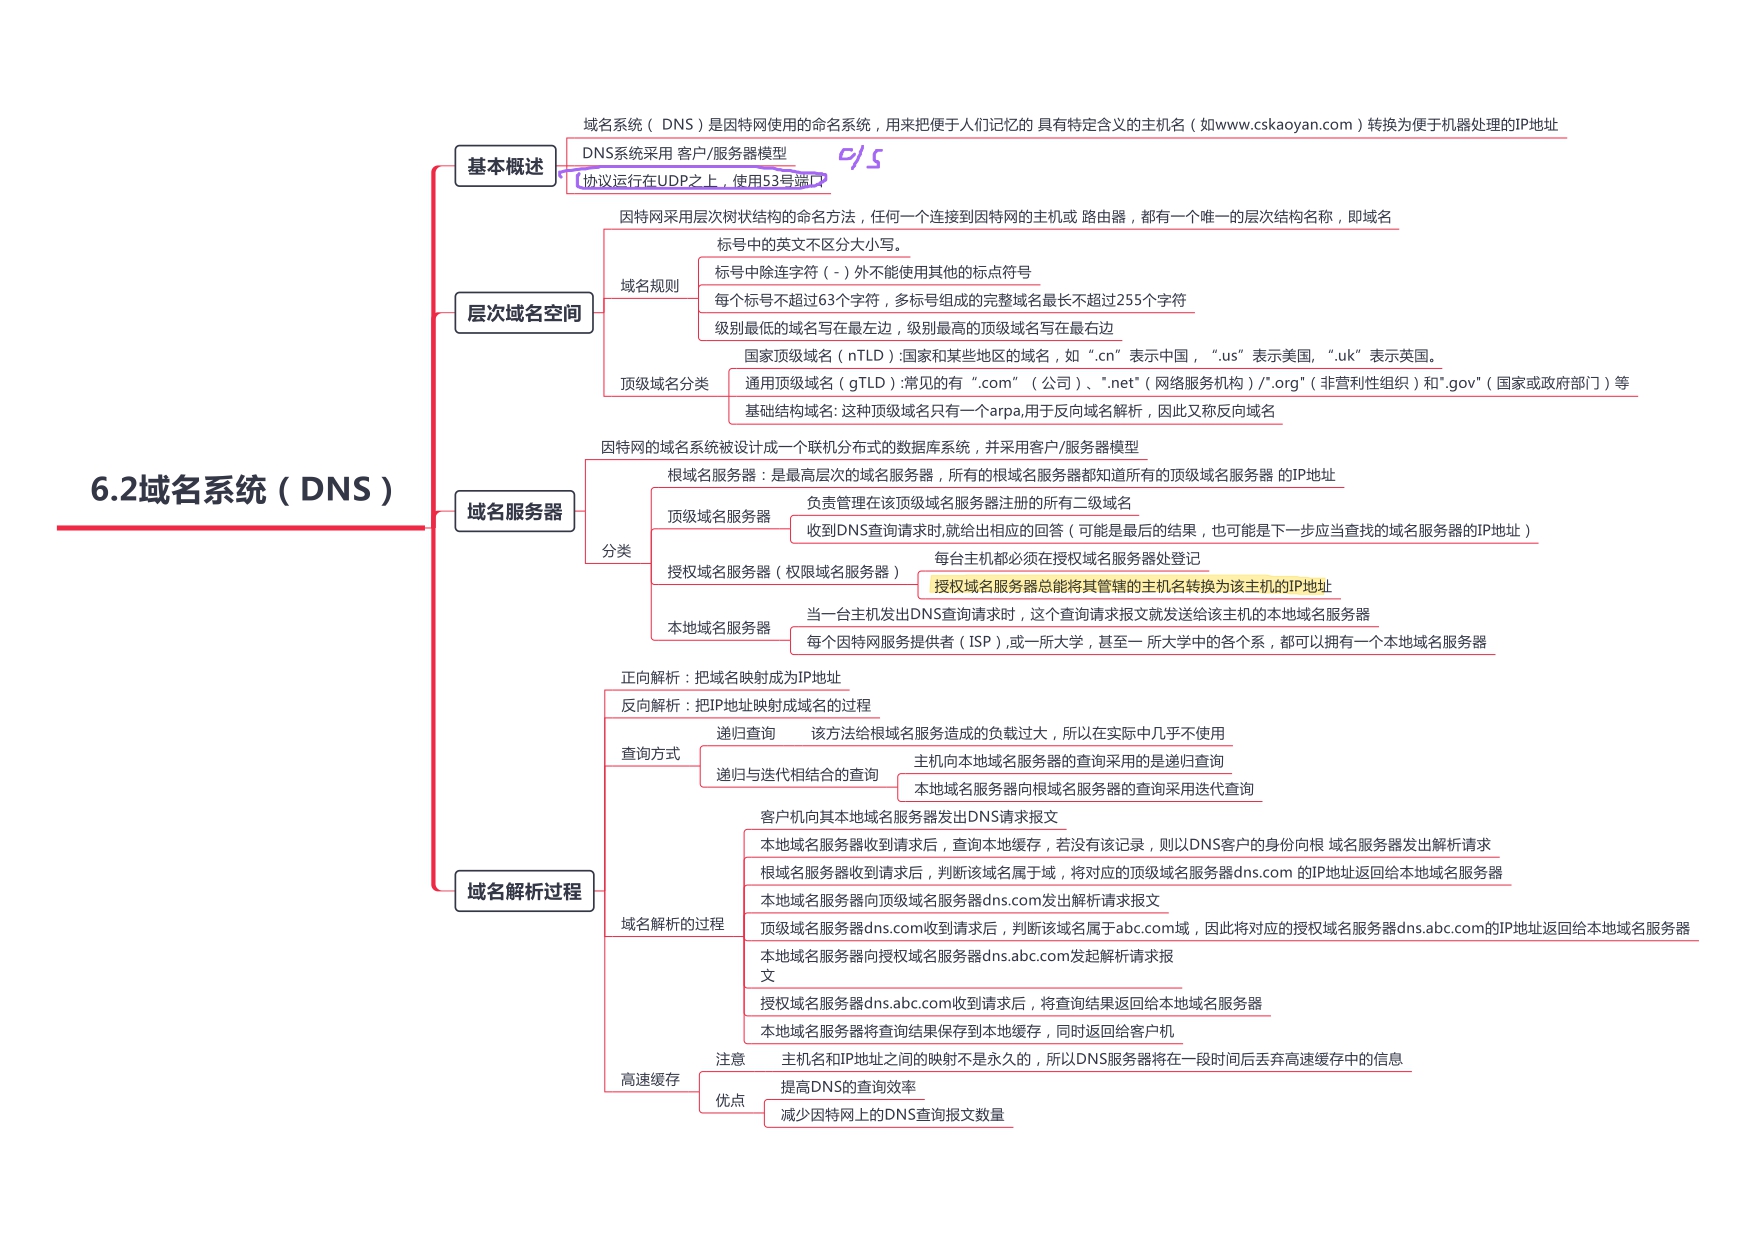 域名系统（ DNS ）是因特网使用的命名系统，用来把便于人们记忆的 具有特定含义的主机名（如www.cskaoyan.com）转换为便于机器处理的IP地址
DNS系统采用 客户/服务器模型
C/S
基本概述
协议运行在UDP之上，使用53号端口
因特网采用层次树状结构的命名方法，任何一个连接到因特网的主机或 路由器，都有一个唯一的层次结构名称，即域名
标号中的英文不区分大小写。
标号中除连字符（-）外不能使用其他的标点符号
域名规则
每个标号不超过63个字符，多标号组成的完整域名最长不超过255个字符
层次域名空间
级别最低的域名写在最左边，级别最高的顶级域名写在最右边
国家顶级域名（nTLD）:国家和某些地区的域名，如“.cn”表示中国，“.us”表示美国, “.uk”表示英国。
顶级域名分类
通用顶级域名（gTLD）:常见的有“.com”（公司）、".net"（网络服务机构）/".org"（非营利性组织）和".gov"（国家或政府部门）等
基础结构域名: 这种顶级域名只有一个arpa,用于反向域名解析，因此又称反向域名
因特网的域名系统被设计成一个联机分布式的数据库系统，并采用客户/服务器模型
6.2域名系统（DNS）
根域名服务器：是最高层次的域名服务器，所有的根域名服务器都知道所有的顶级域名服务器 的IP地址
域名服务器
顶级域名服务器
负责管理在该顶级域名服务器注册的所有二级域名
收到DNS查询请求时,就给出相应的回答（可能是最后的结果，也可能是下一步应当查找的域名服务器的IP地址）
分类
授权域名服务器（权限域名服务器）
每台主机都必须在授权域名服务器处登记
授权域名服务器总能将其管辖的主机名转换为该主机的IP地址
本地域名服务器
当一台主机发出DNS查询请求时，这个查询请求报文就发送给该主机的本地域名服务器
每个因特网服务提供者（ISP）,或一所大学，甚至一 所大学中的各个系，都可以拥有一个本地域名服务器
正向解析：把域名映射成为IP地址
反向解析：把IP地址映射成域名的过程
查询方式
递归查询
该方法给根域名服务造成的负载过大，所以在实际中几乎不使用
递归与迭代相结合的查询
主机向本地域名服务器的查询采用的是递归查询
本地域名服务器向根域名服务器的查询采用迭代查询
域名解析过程
域名解析的过程
客户机向其本地域名服务器发出DNS请求报文
本地域名服务器收到请求后，查询本地缓存，若没有该记录，则以DNS客户的身份向根 域名服务器发出解析请求
根域名服务器收到请求后，判断该域名属于域，将对应的顶级域名服务器dns.com 的IP地址返回给本地域名服务器
本地域名服务器向顶级域名服务器dns.com发出解析请求报文
顶级域名服务器dns.com收到请求后，判断该域名属于abc.com域，因此将对应的授权域名服务器dns.abc.com的IP地址返回给本地域名服务器
本地域名服务器向授权域名服务器dns.abc.com发起解析请求报
文
授权域名服务器dns.abc.com收到请求后，将查询结果返回给本地域名服务器
本地域名服务器将查询结果保存到本地缓存，同时返回给客户机
高速缓存
注意
主机名和IP地址之间的映射不是永久的，所以DNS服务器将在一段时间后丢弃高速缓存中的信息
优点
提高DNS的查询效率
减少因特网上的DNS查询报文数量